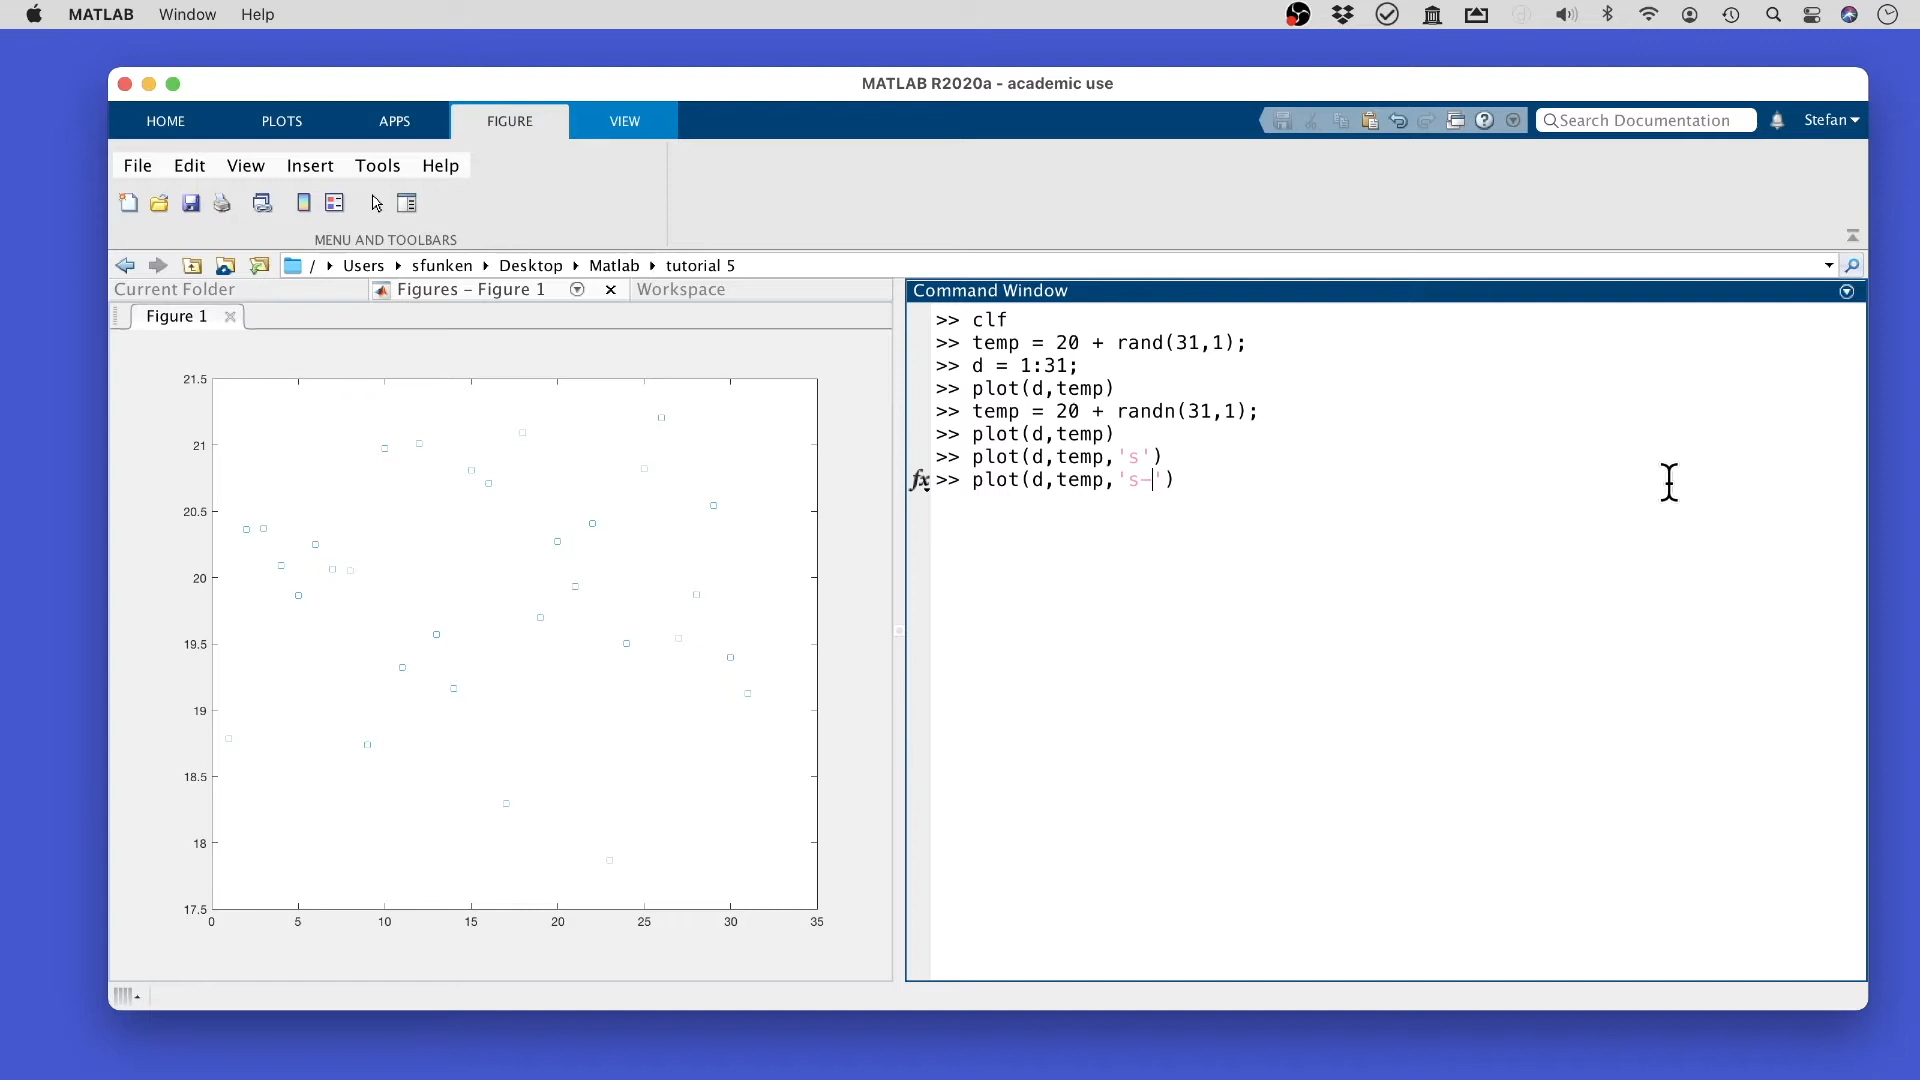 MATLAB Window Help
MATLAB R2020a - academic use
HOME PLOTS APPS FIGURE VIEW
Search Documentation Stefan
File Edit View Insert Tools Help
MENU AND TOOLBARS
/ Users sfunken Desktop Matlab tutorial 5
Current Folder Figures – Figure 1 Workspace
Command Window
Figure 1
21.5
21
20.5
20
19.5
19
18.5
18
17.5
0 5 10 15 20 25 30 35
>> clf
>> temp = 20 + rand(31,1);
>> d = 1:31;
>> plot(d,temp)
>> temp = 20 + randn(31,1);
>> plot(d,temp)
>> plot(d,temp,'s')
fx >> plot(d,temp,'s-')